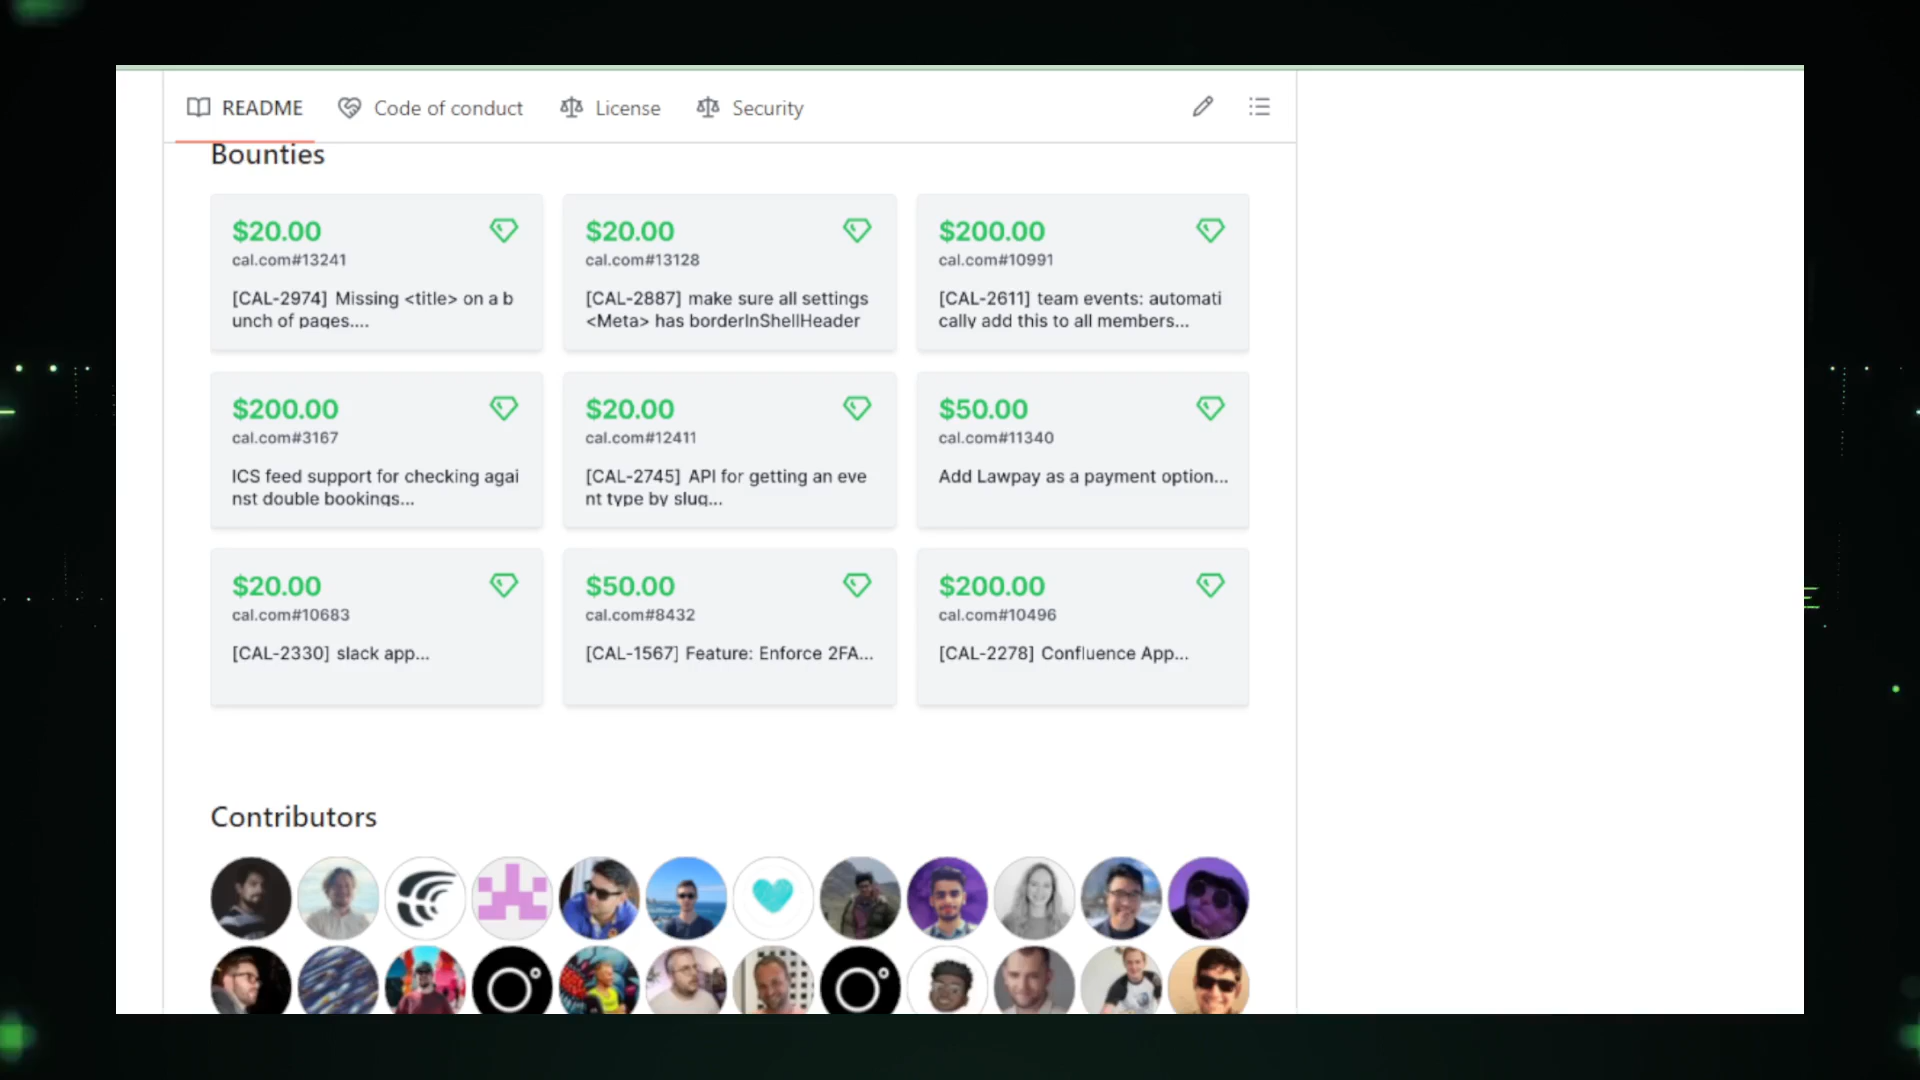 README
Code of conduct
License
Security
Bounties
$20.00
cal.com#13241
[CAL-2974] Missing <title> on a b
unch of pages....
$20.00
cal.com#13128
[CAL-2887] make sure all settings
<Meta> has borderInShellHeader
$200.00
cal.com#10991
[CAL-2611] team events: automati
cally add this to all members...
$200.00
cal.com#3167
ICS feed support for checking agai
nst double bookings...
$20.00
cal.com#12411
[CAL-2745] API for getting an eve
nt type by slug...
$50.00
cal.com#11340
Add Lawpay as a payment option...
$20.00
cal.com#10683
[CAL-2330] slack app...
$50.00
cal.com#8432
[CAL-1567] Feature: Enforce 2FA...
$200.00
cal.com#10496
[CAL-2278] Confluence App...
Contributors